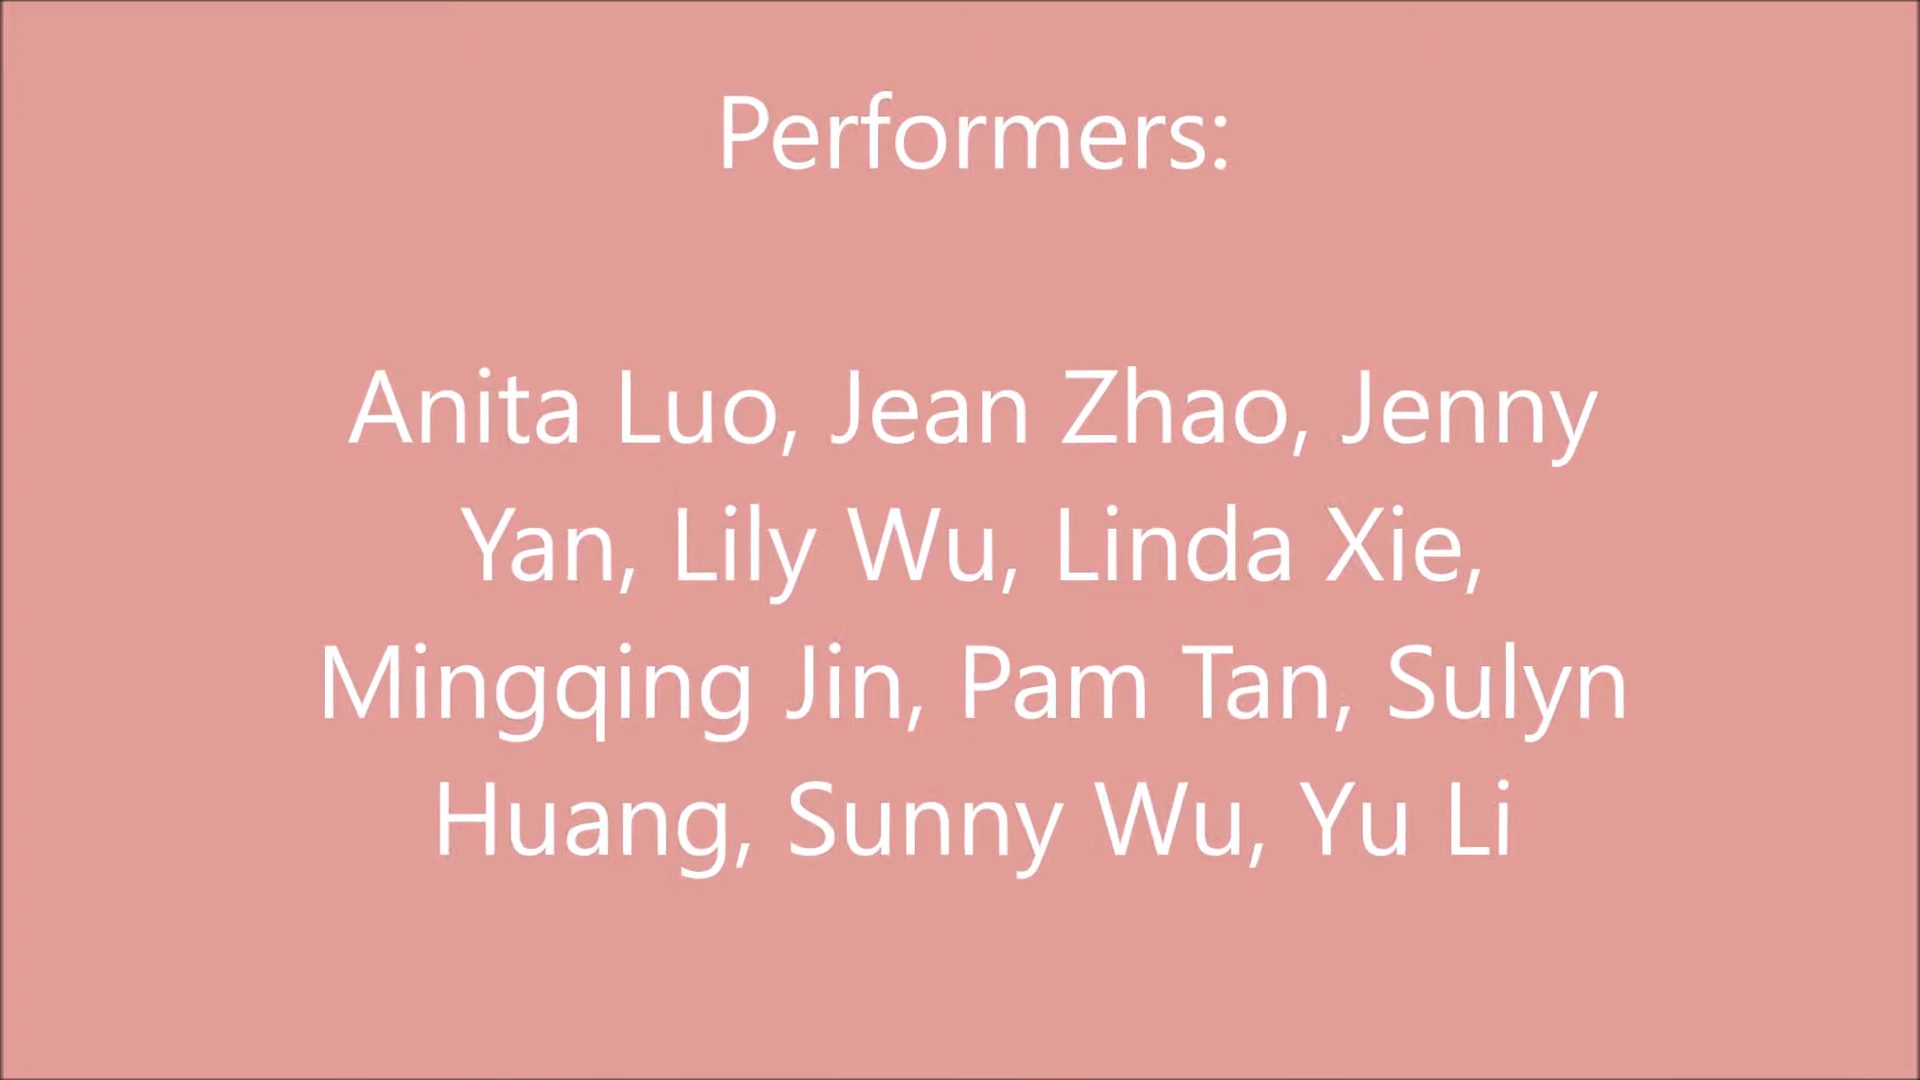 Performers:
Anita Luo, Jean Zhao, Jenny
Yan, Lily Wu, Linda Xie,
Mingqing Jin, Pam Tan, Sulyn
Huang, Sunny Wu, Yu Li